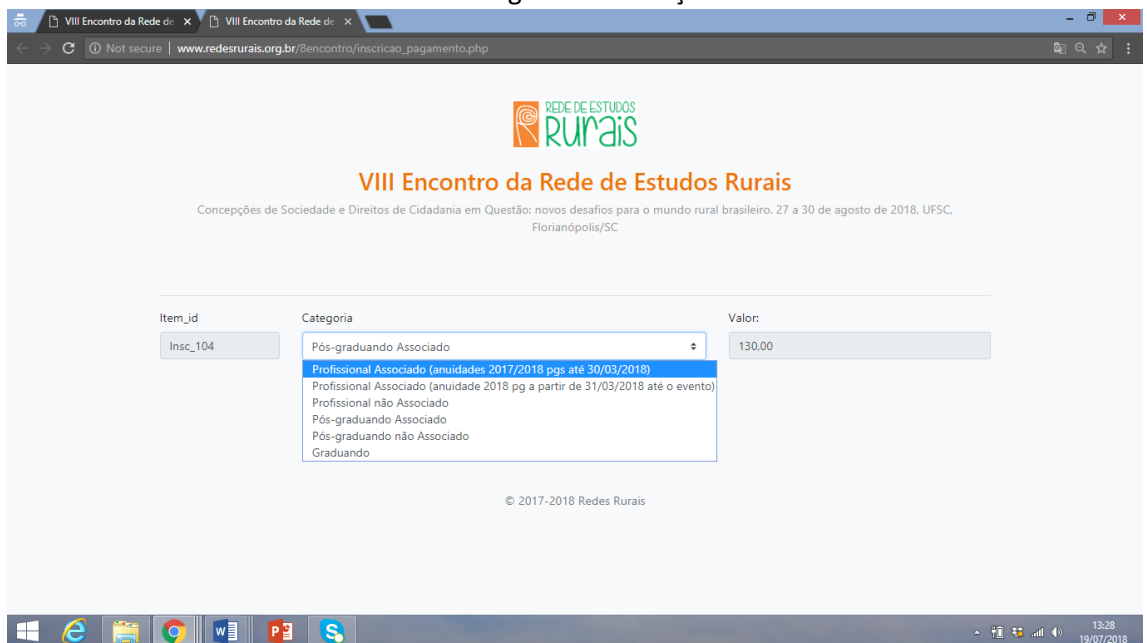 VIII Encontro da Rede de
VIII Encontro da Rede de
Not secure | www.redesrurais.org.br/8encontro/inscricao_pagamento.php
REDE DE ESTUDOS
Rurais
VIII Encontro da Rede de Estudos Rurais
Concepções de Sociedade e Direitos de Cidadania em Questão: novos desafios para o mundo rural brasileiro. 27 a 30 de agosto de 2018, UFSC,
Florianópolis/SC
Item_id Categoria Valor:
Insc_104 Pós-graduando Associado 130,00
Profissional Associado (anuidades 2017/2018 pgs até 30/03/2018)
Profissional Associado (anuidade 2018 pg a partir de 31/03/2018 até o evento)
Profissional não Associado
Pós-graduando Associado
Pós-graduando não Associado
Graduando
© 2017-2018 Redes Rurais
13:28
19/07/2018